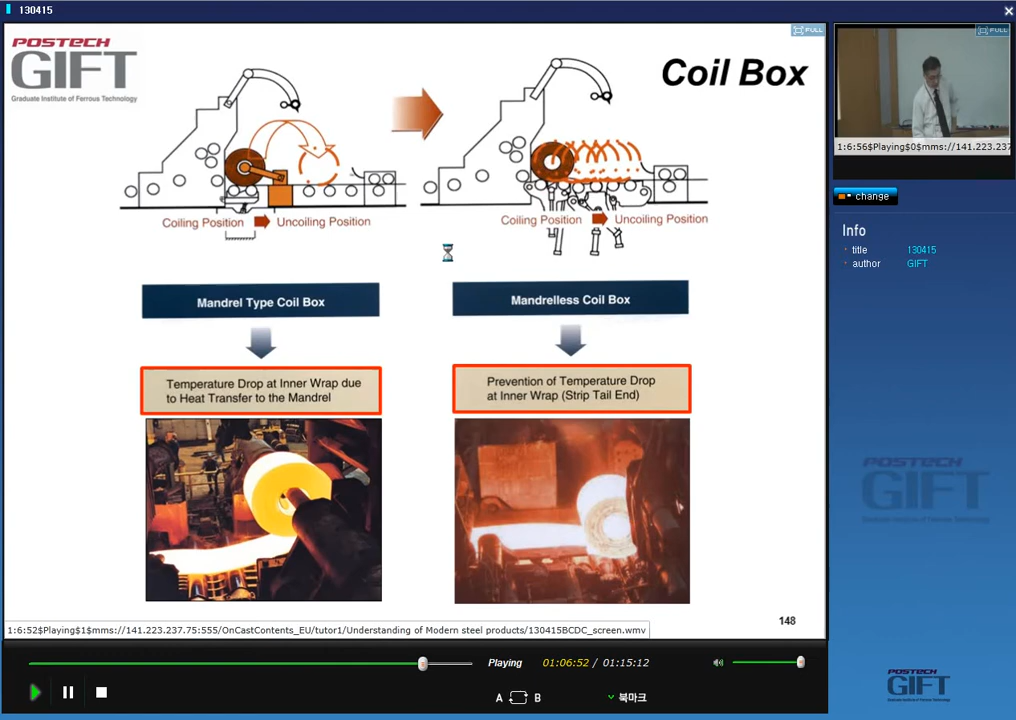 130415
POSTECH
GIFT
Graduate Institute of Ferrous Technology
Coil Box
FULL
FULL
1:6:56$Playing$0$mms://141.223.237
change
Info
title 130415
author GIFT
Coiling Position Uncoiling Position
Coiling Position Uncoiling Position
Mandrel Type Coil Box
Mandrelless Coil Box
Temperature Drop at Inner Wrap due
to Heat Transfer to the Mandrel
Prevention of Temperature Drop
at Inner Wrap (Strip Tail End)
148
1:6:52$Playing$1$mms://141.223.237.75:555/OnCastContents_EU/tutor1/Understanding of Modern steel products/130415BCDC_screen.wmv
Playing 01:06:52 / 01:15:12
A B
북마크
POSTECH
GIFT
Graduate Institute of Ferrous Technology
POSTECH
GIFT